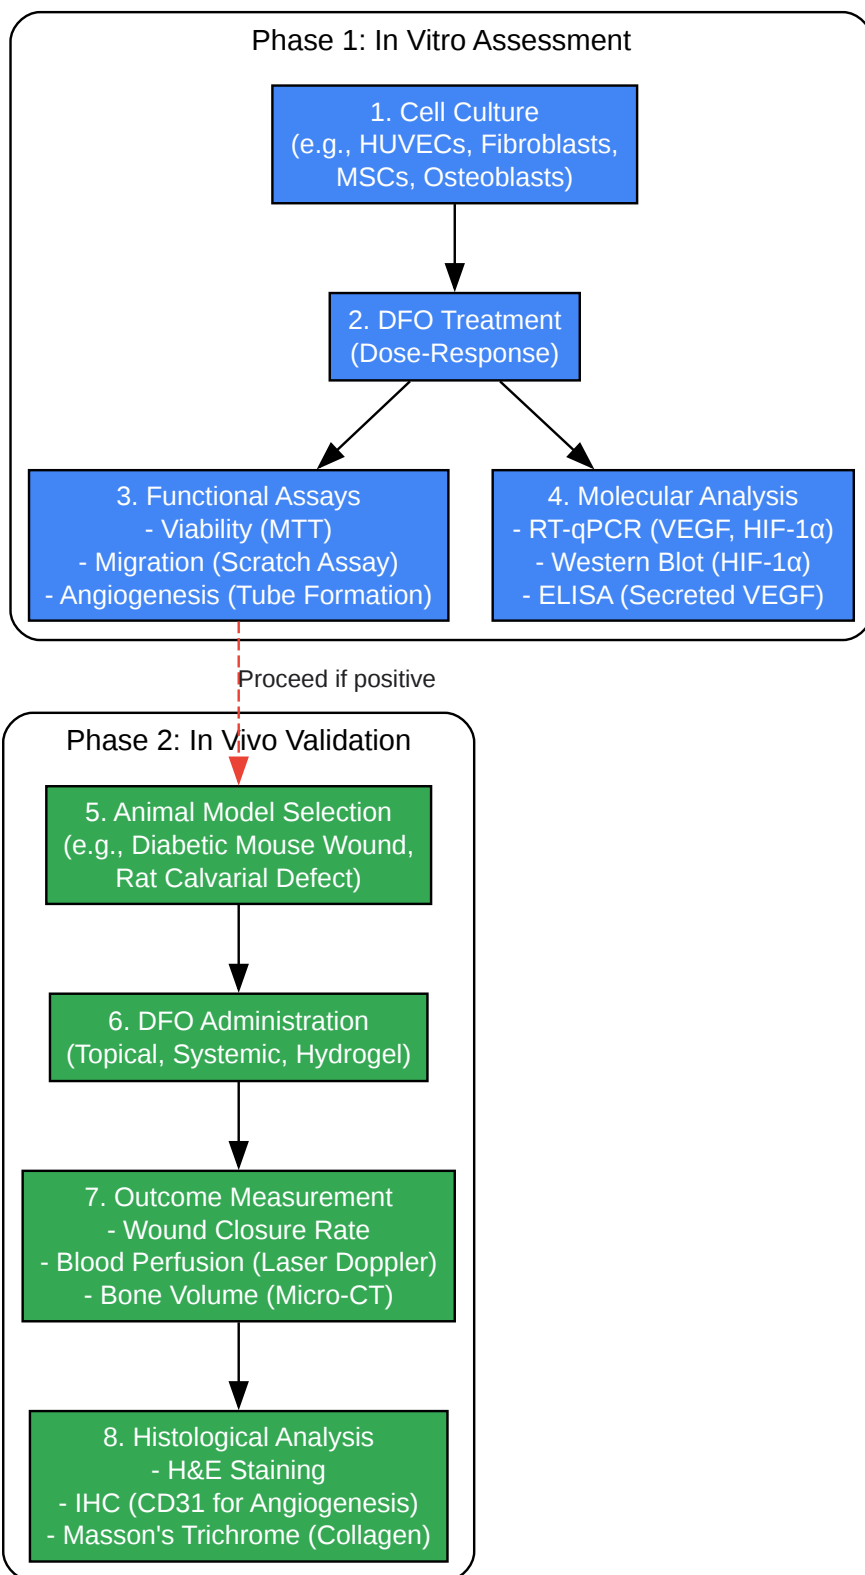 Phase 1: In Vitro Assessment
1. Cell Culture
(e.g., HUVECs, Fibroblasts,
MSCs, Osteoblasts)
2. DFO Treatment
(Dose-Response)
3. Functional Assays
- Viability (MTT)
- Migration (Scratch Assay)
- Angiogenesis (Tube Formation)
4. Molecular Analysis
- RT-qPCR (VEGF, HIF-1α)
- Western Blot (HIF-1α)
- ELISA (Secreted VEGF)
Proceed if positive
Phase 2: In Vivo Validation
5. Animal Model Selection
(e.g., Diabetic Mouse Wound,
Rat Calvarial Defect)
6. DFO Administration
(Topical, Systemic, Hydrogel)
7. Outcome Measurement
- Wound Closure Rate
- Blood Perfusion (Laser Doppler)
- Bone Volume (Micro-CT)
8. Histological Analysis
- H&E Staining
- IHC (CD31 for Angiogenesis)
- Masson's Trichrome (Collagen)